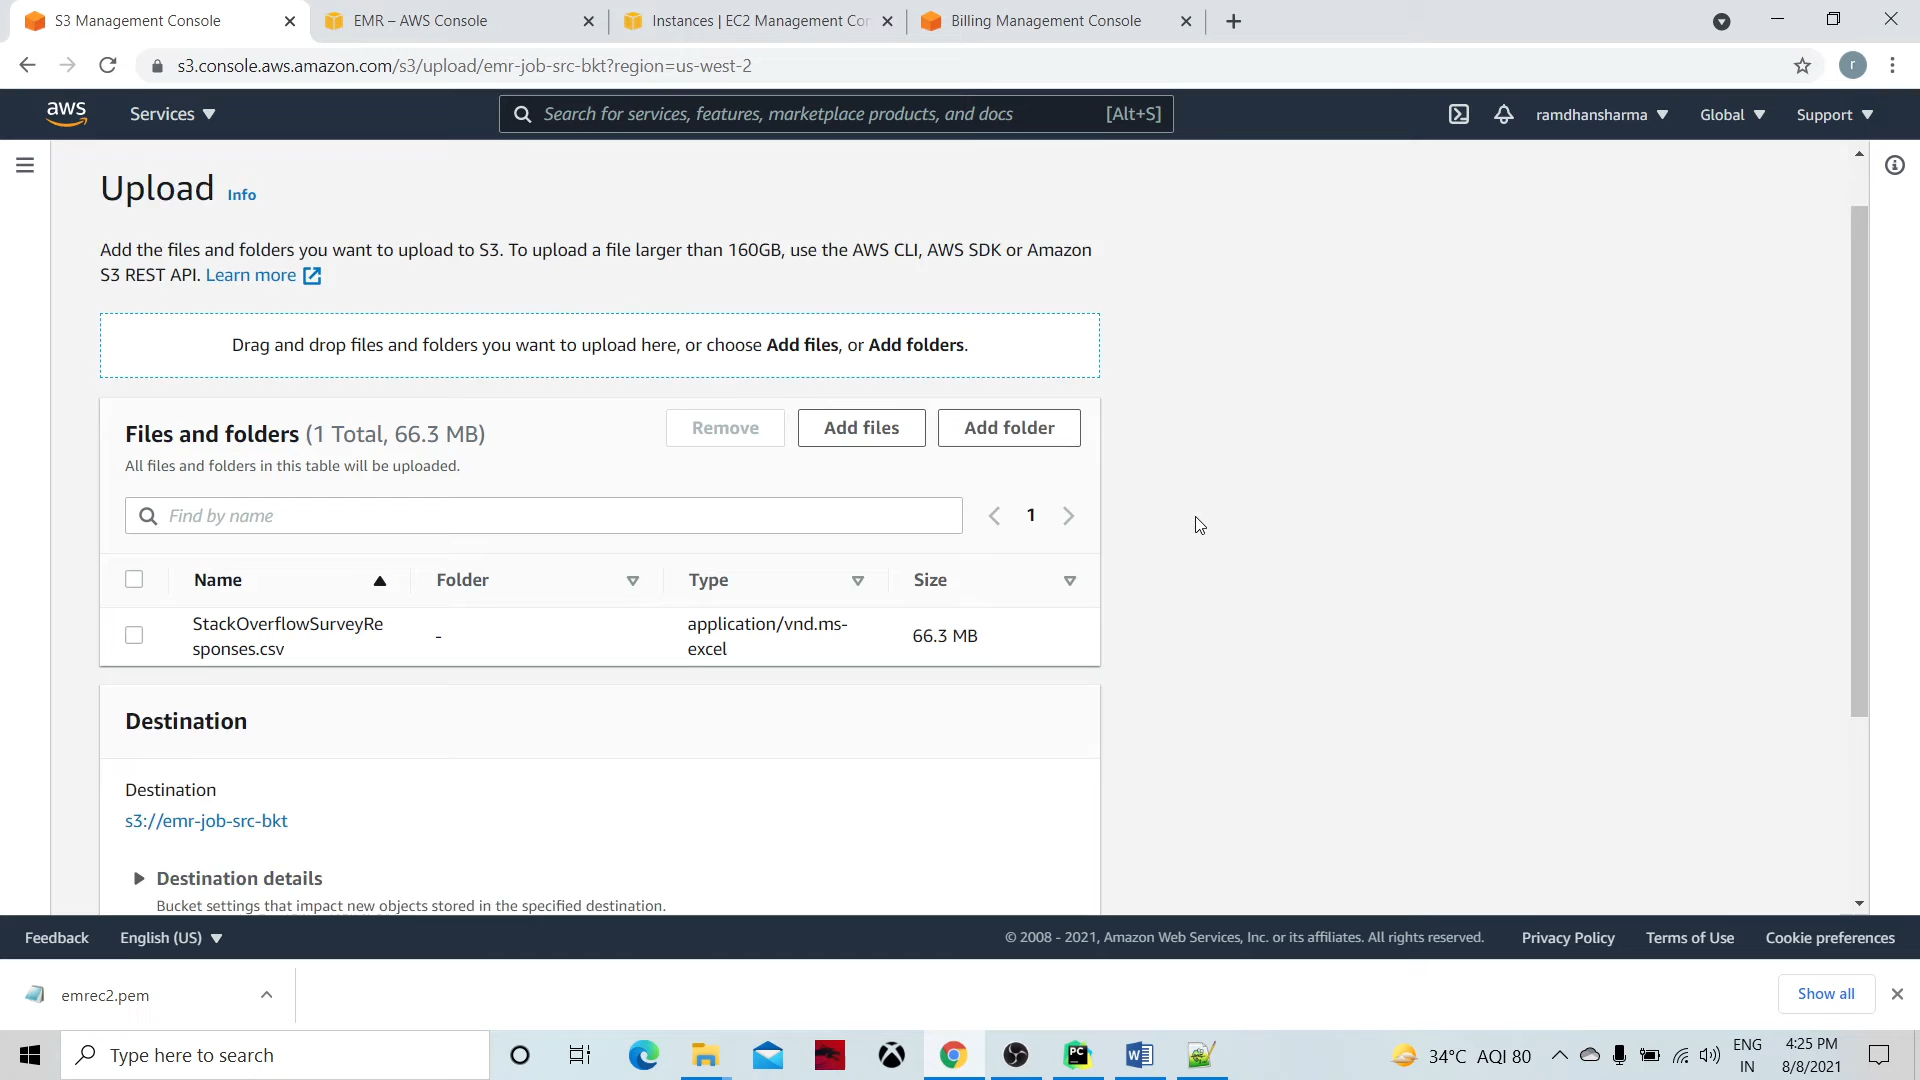 S3 Management Console
EMR – AWS Console
Instances | EC2 Management Con
Billing Management Console
s3.console.aws.amazon.com/s3/upload/emr-job-src-bkt?region=us-west-2
r
aws
Services
Search for services, features, marketplace products, and docs
[Alt+S]
ramdhansharma
Global
Support
Upload
Info
Add the files and folders you want to upload to S3. To upload a file larger than 160GB, use the AWS CLI, AWS SDK or Amazon
S3 REST API. Learn more
Drag and drop files and folders you want to upload here, or choose Add files, or Add folders.
Files and folders (1 Total, 66.3 MB)
Remove
Add files
Add folder
All files and folders in this table will be uploaded.
Find by name
1
Name
Folder
Type
Size
StackOverflowSurveyRe
sponses.csv
-
application/vnd.ms-
excel
66.3 MB
Destination
Destination
s3://emr-job-src-bkt
Destination details
Bucket settings that impact new objects stored in the specified destination.
Feedback
English (US)
© 2008 - 2021, Amazon Web Services, Inc. or its affiliates. All rights reserved.
Privacy Policy
Terms of Use
Cookie preferences
emrec2.pem
Show all
Type here to search
PC
34°C AQI 80
ENG
IN
4:25 PM
8/8/2021